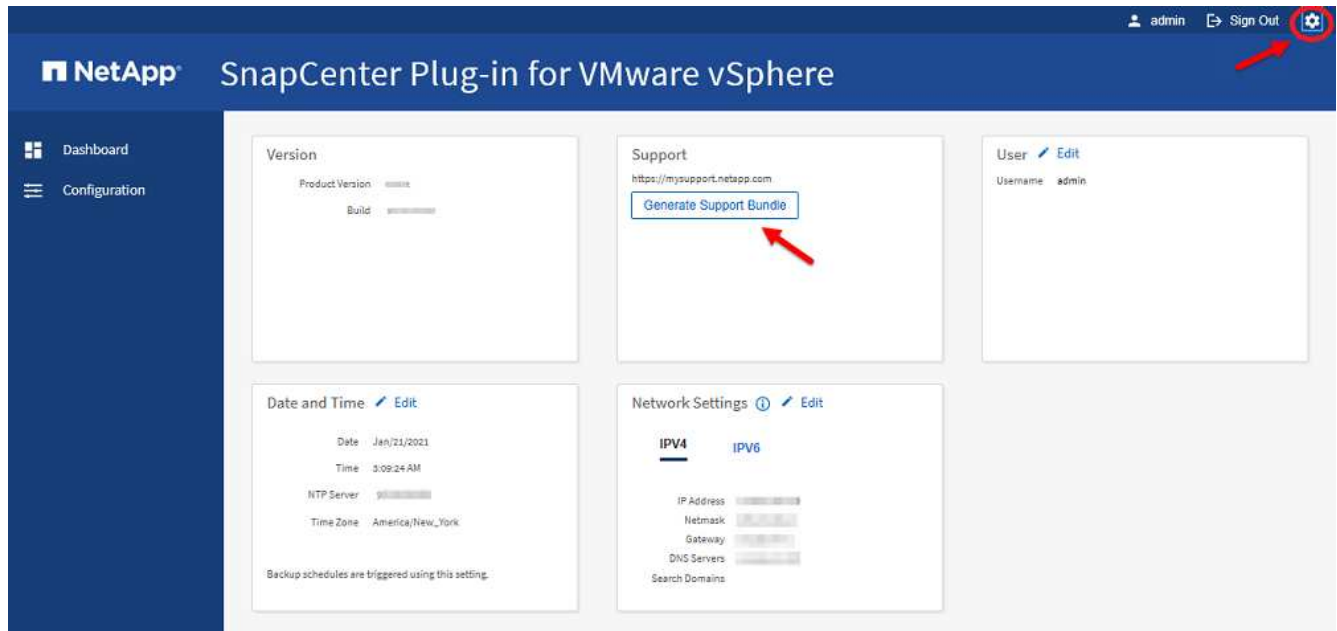 admin Sign Out
NetApp SnapCenter Plug-in for VMware vSphere
Dashboard
Configuration
Version
Product Version
Build
Support
https://mysupport.netapp.com
Generate Support Bundle
User Edit
Username admin
Date and Time Edit
Date Jan/21/2021
Time 3:09:24 AM
NTP Server
Time Zone America/New_York
Backup schedules are triggered using this setting.
Network Settings Edit
IPV4 IPV6
IP Address
Netmask
Gateway
DNS Servers
Search Domains